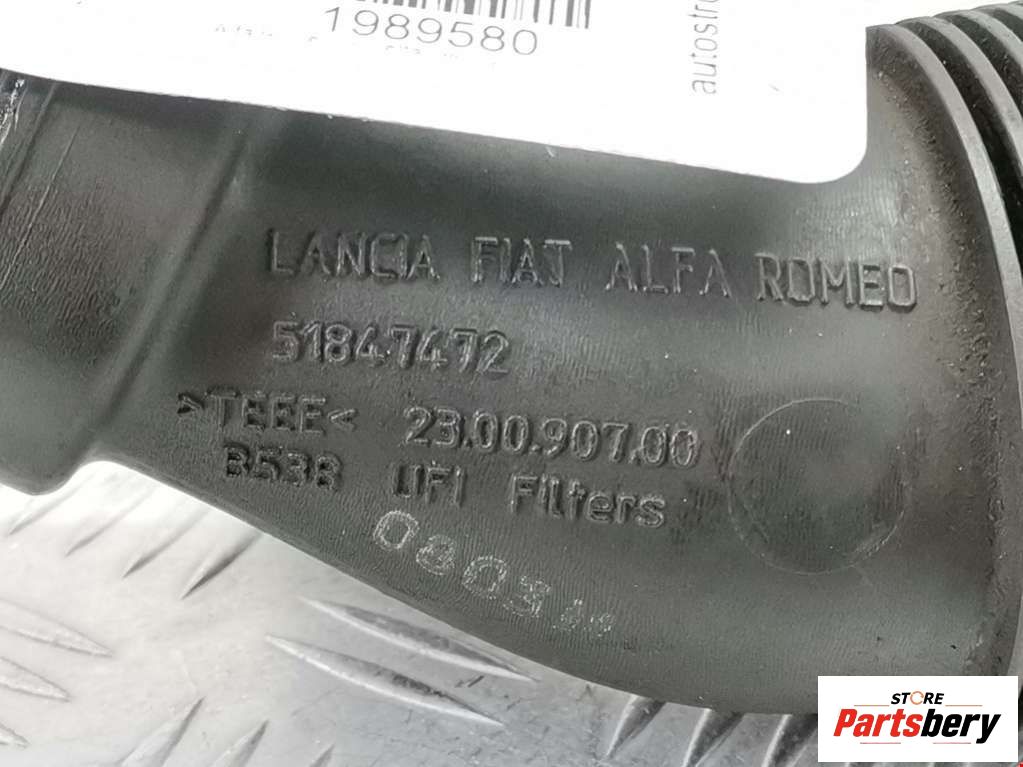 1989580
autostr
LANCIA FIAT ALFA ROMEO
51847472
>TEEE< 23.00.907.00
B538 UFI Filters
STORE
Partsbery